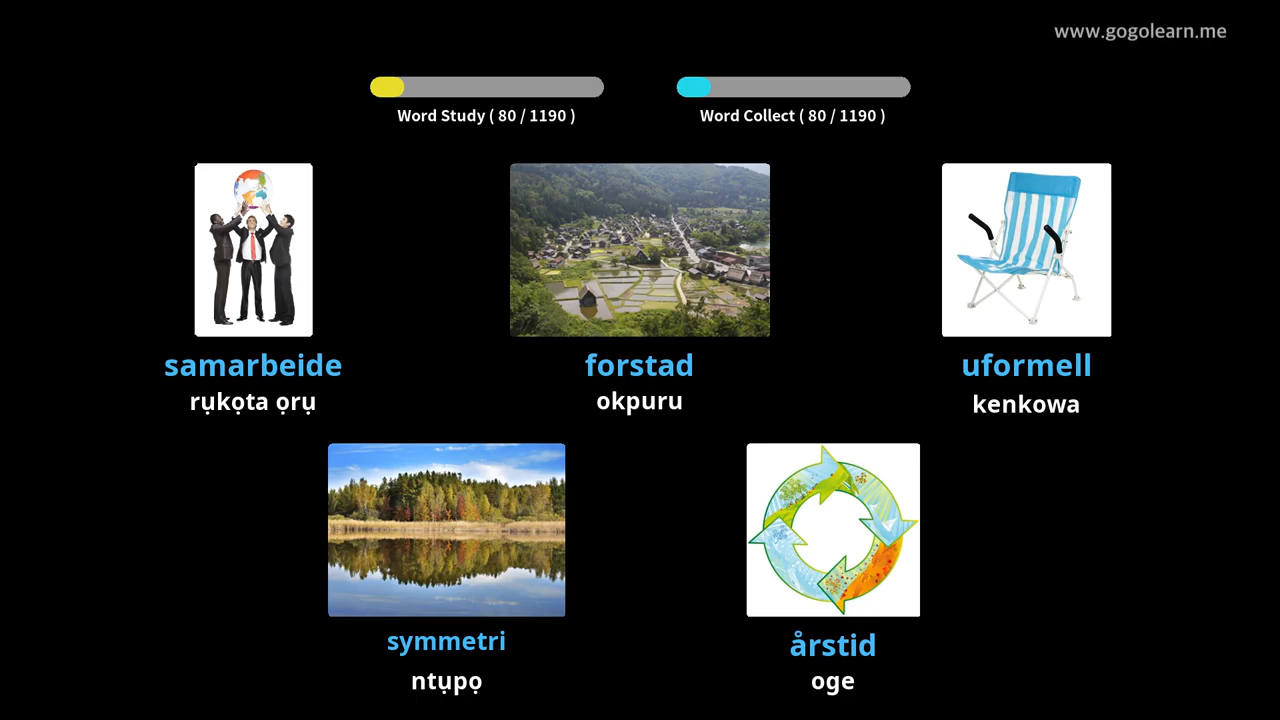 www.gogolearn.me
Word Study ( 80 / 1190 )
Word Collect ( 80 / 1190 )
samarbeide
rụkọta ọrụ
forstad
okpuru
uformell
kenkowa
symmetri
ntụpọ
årstid
oge